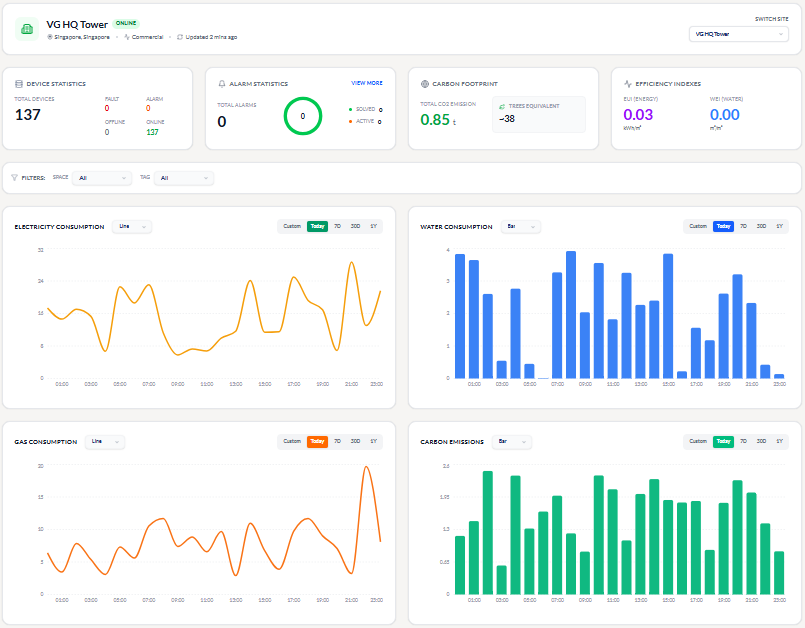 VG HQ Tower ONLINE
Singapore, Singapore • Commercial • Updated 2 mins ago
SWITCH SITE
VG HQ Tower
DEVICE STATISTICS
TOTAL DEVICES
137
FAULT
0
ALARM
0
OFFLINE
0
ONLINE
137
ALARM STATISTICS
VIEW MORE
TOTAL ALARMS
0
0
SOLVED 0
ACTIVE 0
CARBON FOOTPRINT
TOTAL CO2 EMISSION
0.85 t
TREES EQUIVALENT
~38
EFFICIENCY INDEXES
EUI (ENERGY)
0.03
kWh/m²
WEI (WATER)
0.00
m³/m²
FILTERS: SPACE All TAG All
ELECTRICITY CONSUMPTION Line
Custom Today 7D 30D 1Y
32
24
16
8
0
01:00 03:00 05:00 07:00 09:00 11:00 13:00 15:00 17:00 19:00 21:00 23:00
WATER CONSUMPTION Bar
Custom Today 7D 30D 1Y
4
3
2
1
0
01:00 03:00 05:00 07:00 09:00 11:00 13:00 15:00 17:00 19:00 21:00 23:00
GAS CONSUMPTION Line
Custom Today 7D 30D 1Y
20
15
10
5
0
01:00 03:00 05:00 07:00 09:00 11:00 13:00 15:00 17:00 19:00 21:00 23:00
CARBON EMISSIONS Bar
Custom Today 7D 30D 1Y
2.6
1.95
1.3
0.65
0
01:00 03:00 05:00 07:00 09:00 11:00 13:00 15:00 17:00 19:00 21:00 23:00